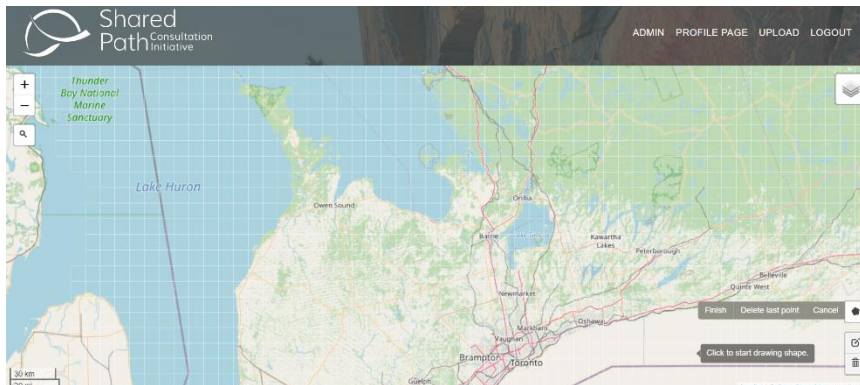 Shared
Path Consultation
Initiative
ADMIN PROFILE PAGE UPLOAD LOGOUT
+
−
Thunder
Bay National
Marine
Sanctuary
Lake Huron
Owen Sound
Orillia
Barrie
Kawartha
Lakes
Peterborough
Belleville
Quinte West
Newmarket
Finish Delete last point Cancel
Oshawa
Markham
Vaughan
Click to start drawing shape.
Brampton
Toronto
Guelph
30 km